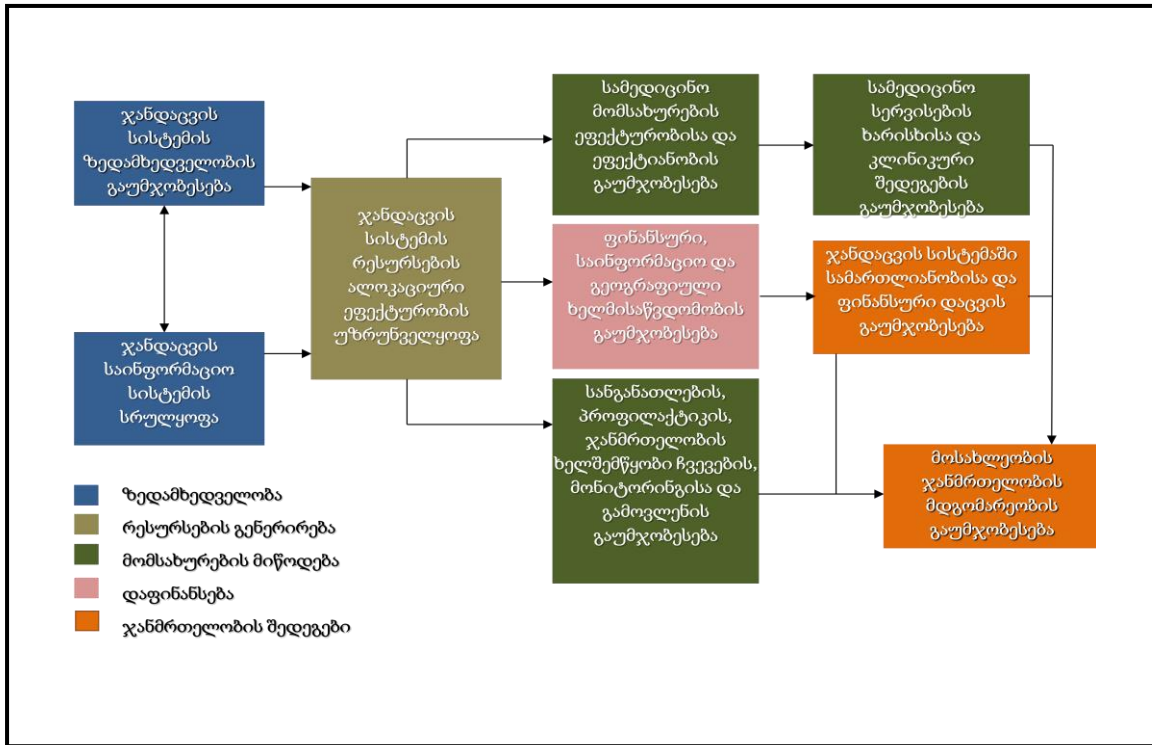 ჯანდაცვის
სისტემის
ზედამხედველობის
გაუმჯობესება
ჯანდაცვის
საინფორმაციო
სისტემის
სრულყოფა
ჯანდაცვის
სისტემის
რესურსების
ალოკაციური
ეფექტურობის
უზრუნველყოფა
სამედიცინო
მომსახურების
ეფექტურობისა და
ეფექტიანობის
გაუმჯობესება
ფინანსური,
საინფორმაციო და
გეოგრაფიული
ხელმისაწვდომობის
გაუმჯობესება
სანგანათლების,
პროფილაქტიკის,
ჯანმრთელობის
ხელშემწყობი ჩვევების,
მონიტორინგისა და
გამოვლენის
გაუმჯობესება
სამედიცინო
სერვისების
ხარისხისა და
კლინიკური
შედეგების
გაუმჯობესება
ჯანდაცვის სისტემაში
სამართლიანობისა და
ფინანსური დაცვის
გაუმჯობესება
მოსახლეობის
ჯანმრთელობის
მდგომარეობის
გაუმჯობესება
ზედამხედველობა
რესურსების გენერირება
მომსახურების მიწოდება
დაფინანსება
ჯანმრთელობის შედეგები